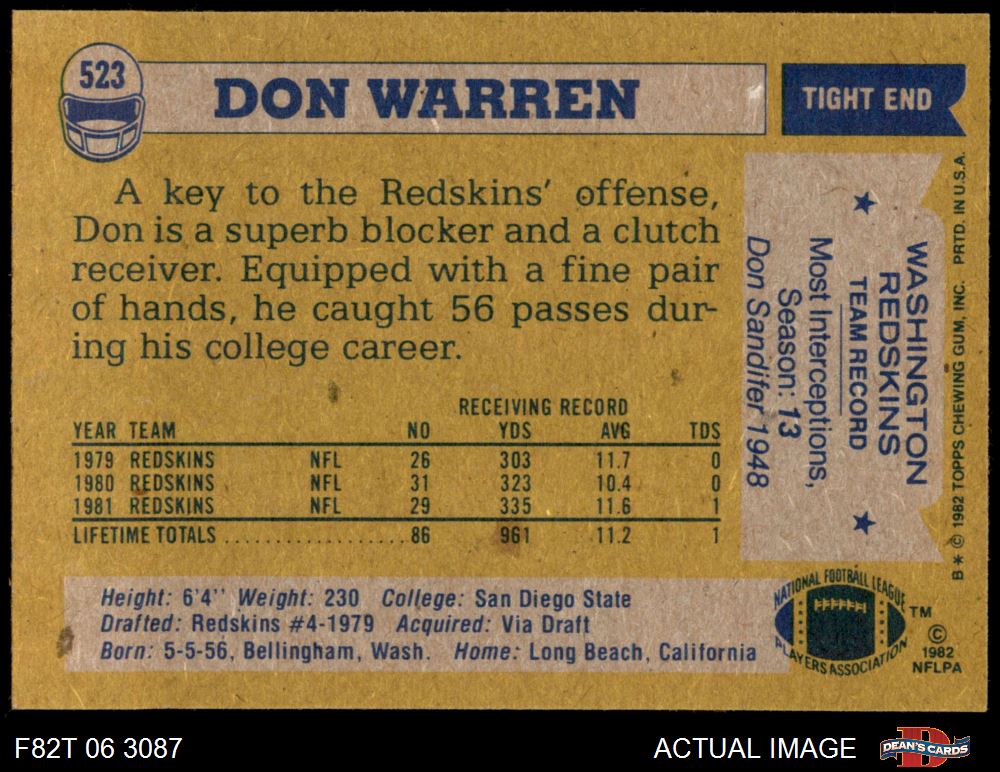 523
DON WARREN
TIGHT END
A key to the Redskins' offense,
Don is a superb blocker and a clutch
receiver. Equipped with a fine pair
of hands, he caught 56 passes dur-
ing his college career.
RECEIVING RECORD
YEAR TEAM NO YDS AVG TDS
1979 REDSKINS NFL 26 303 11.7 0
1980 REDSKINS NFL 31 323 10.4 0
1981 REDSKINS NFL 29 335 11.6 1
LIFETIME TOTALS .................. 86 961 11.2 1
Height: 6'4'' Weight: 230 College: San Diego State
Drafted: Redskins #4-1979 Acquired: Via Draft
Born: 5-5-56, Bellingham, Wash. Home: Long Beach, California
WASHINGTON
REDSKINS
TEAM RECORD
Most Interceptions,
Season: 13
Don Sandifer 1948
B * © 1982 TOPPS CHEWING GUM, INC. PRTD. IN U.S.A.
NATIONAL FOOTBALL LEAGUE
PLAYERS ASSOCIATION
TM
©
1982
NFLPA
F82T 06 3087
ACTUAL IMAGE
D
DEAN'S CARDS